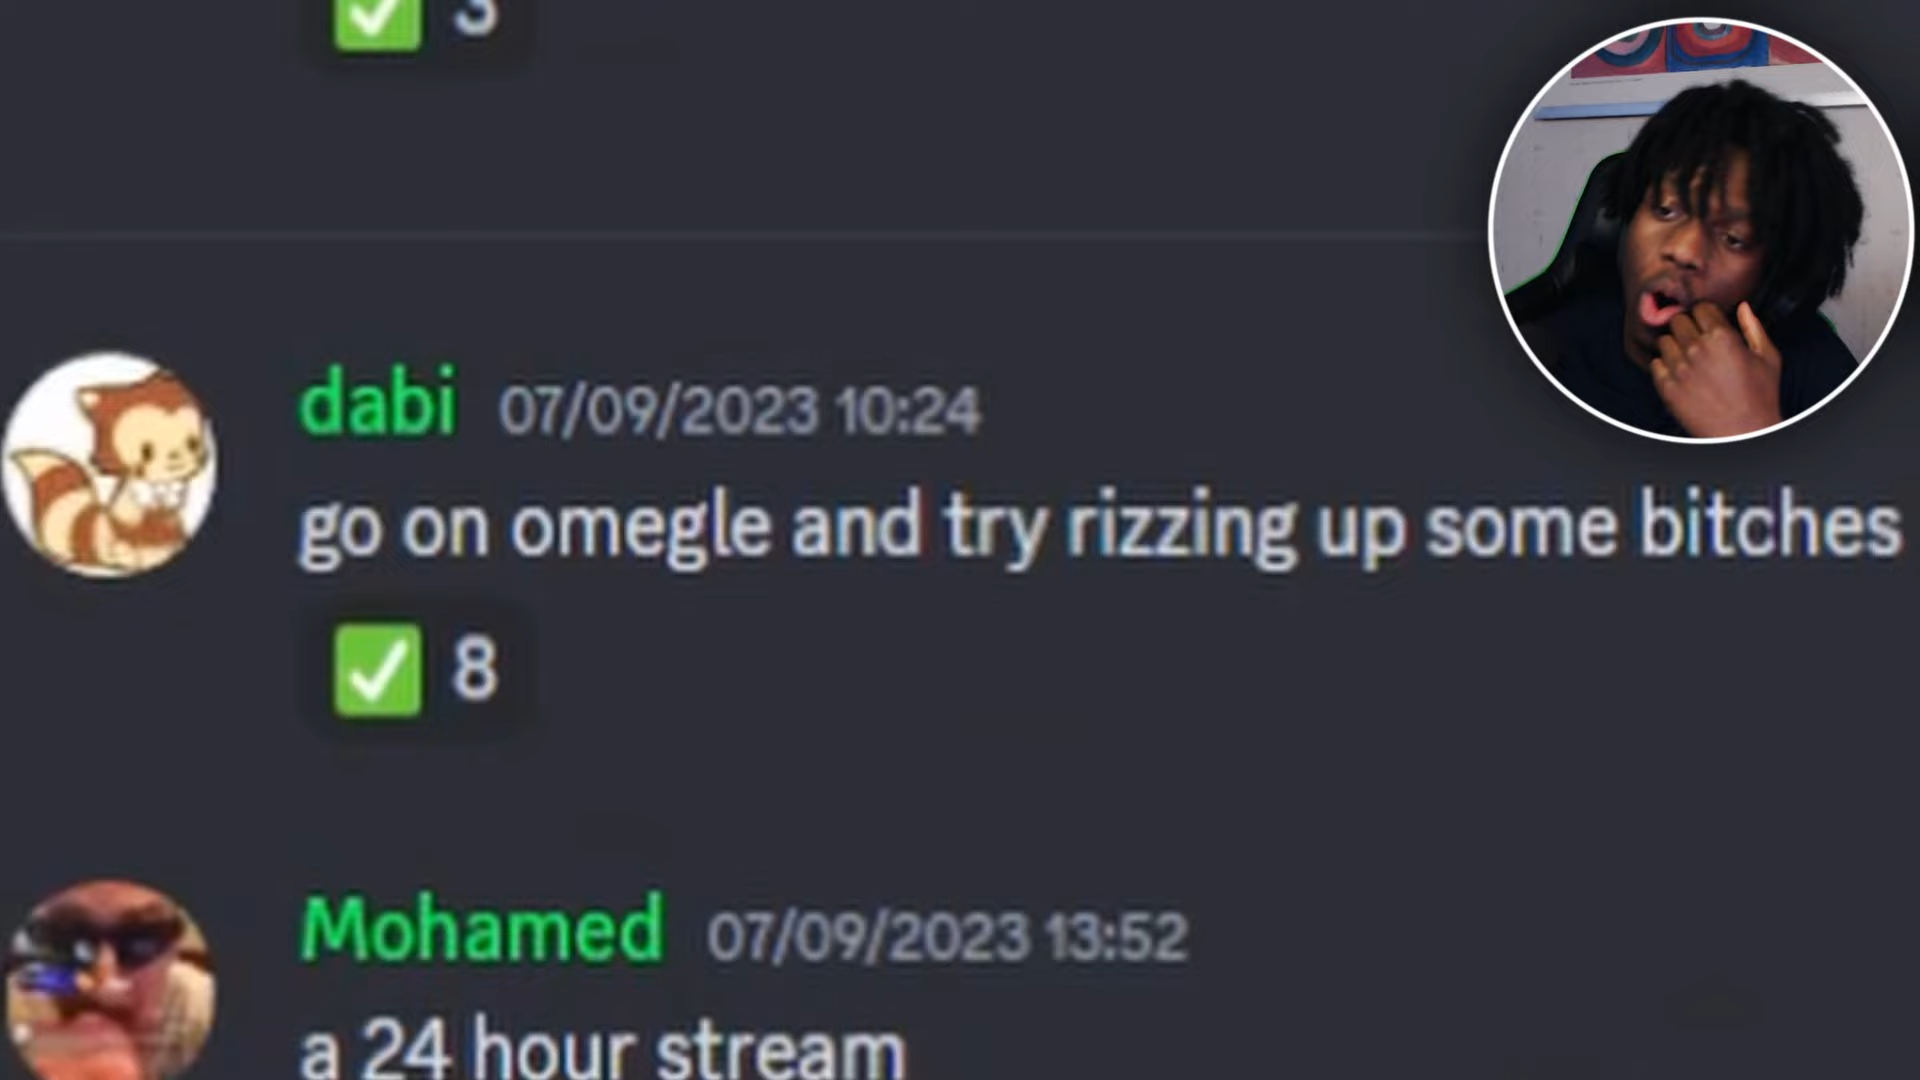 3
dabi 07/09/2023 10:24
go on omegle and try rizzing up some bitches
8
Mohamed 07/09/2023 13:52
a 24 hour stream